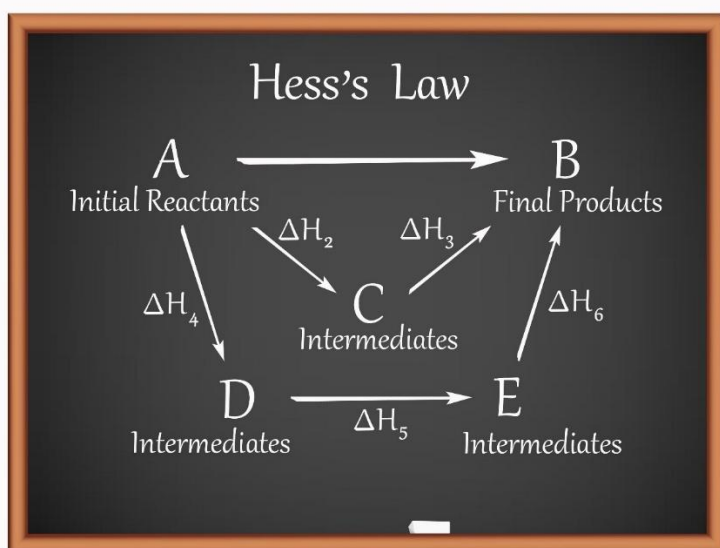 Hess's Law
A
B
Initial Reactants
Final Products
ΔH₂
ΔH₃
ΔH₄
C
ΔH₆
Intermediates
D
E
ΔH₅
Intermediates
Intermediates